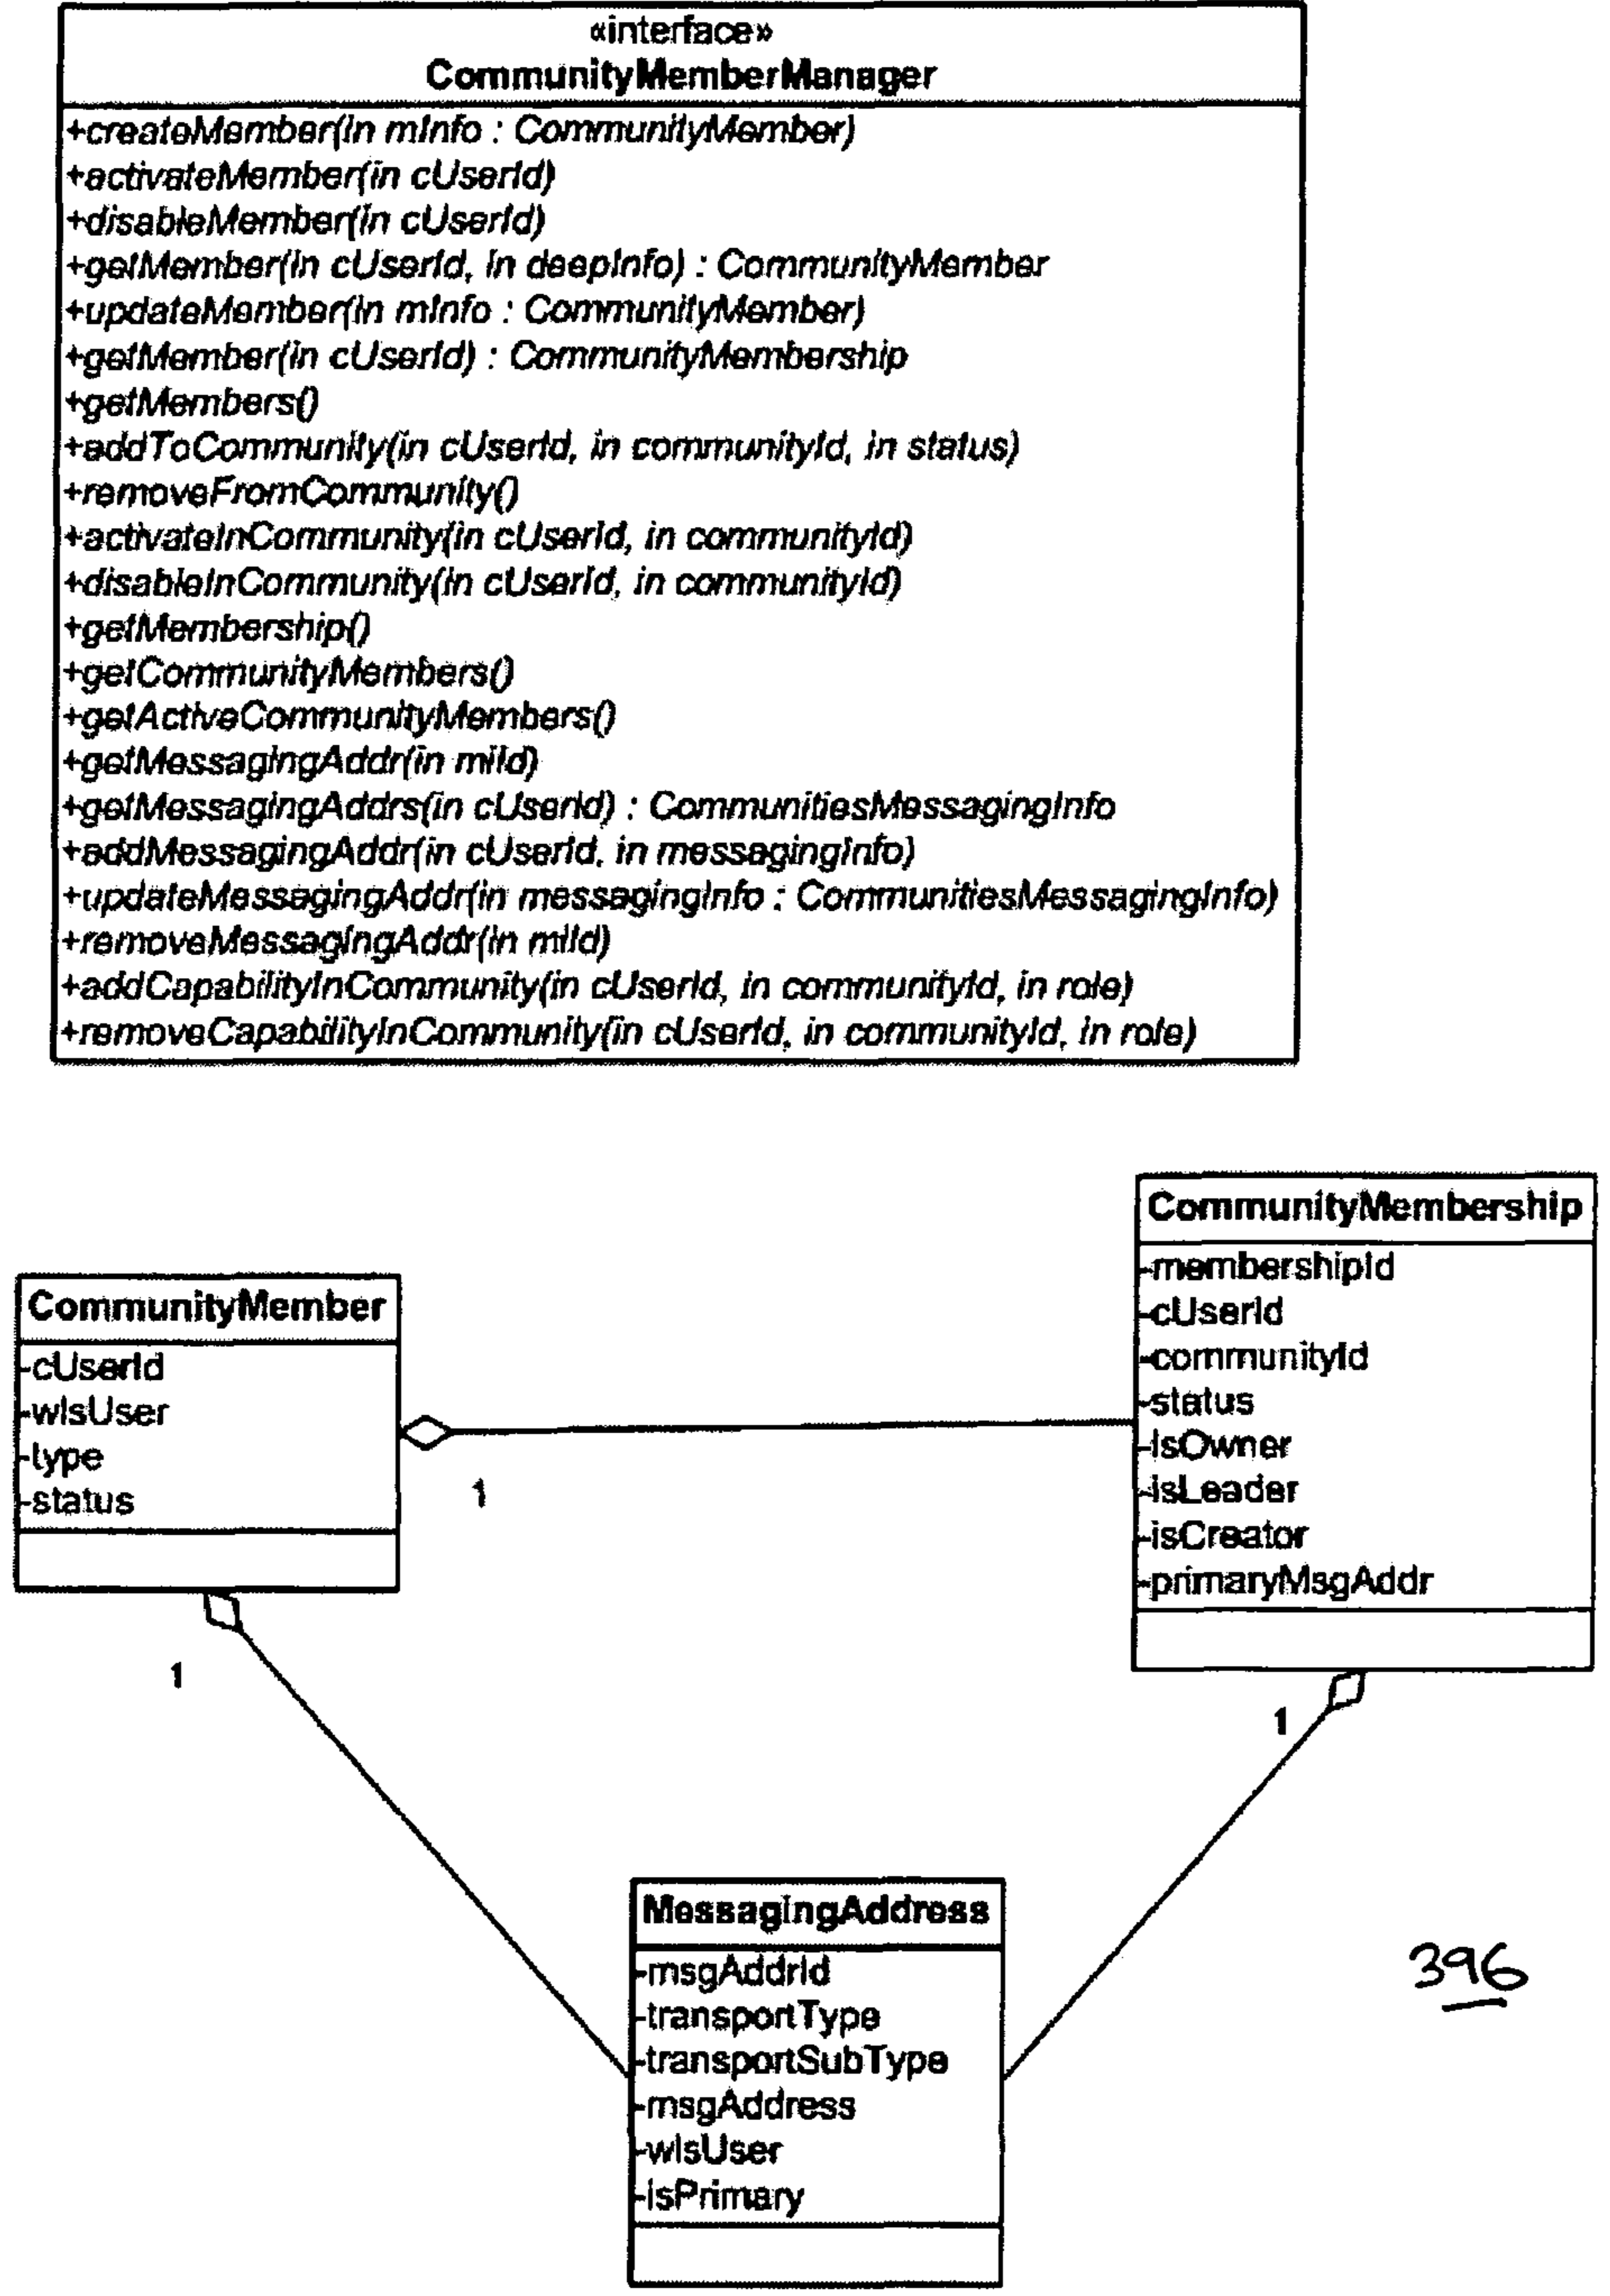 «interface»
CommunityMemberManager
+createMember(in mInfo : CommunityMember)
+activateMember(in cUserId)
+disableMember(in cUserId)
+getMember(in cUserId, in deepInfo) : CommunityMember
+updateMember(in mInfo : CommunityMember)
+getMember(in cUserId) : CommunityMembership
+getMembers()
+addToCommunity(in cUserId, in communityId, in status)
+removeFromCommunity()
+activateInCommunity(in cUserId, in communityId)
+disableInCommunity(in cUserId, in communityId)
+getMembership()
+getCommunityMembers()
+getActiveCommunityMembers()
+getMessagingAddr(in miId)
+getMessagingAddrs(in cUserId) : CommunitiesMessagingInfo
+addMessagingAddr(in cUserId, in messagingInfo)
+updateMessagingAddr(in messagingInfo : CommunitiesMessagingInfo)
+removeMessagingAddr(in miId)
+addCapabilityInCommunity(in cUserId, in communityId, in role)
+removeCapabilityInCommunity(in cUserId, in communityId, in role)
CommunityMembership
-membershipId
-cUserId
-communityId
-status
-isOwner
-isLeader
-isCreator
-primaryMsgAddr
CommunityMember
-cUserId
-wlsUser
-type
-status
1
1
1
MessagingAddress
-msgAddrId
-transportType
-transportSubType
-msgAddress
-wlsUser
-isPrimary
396